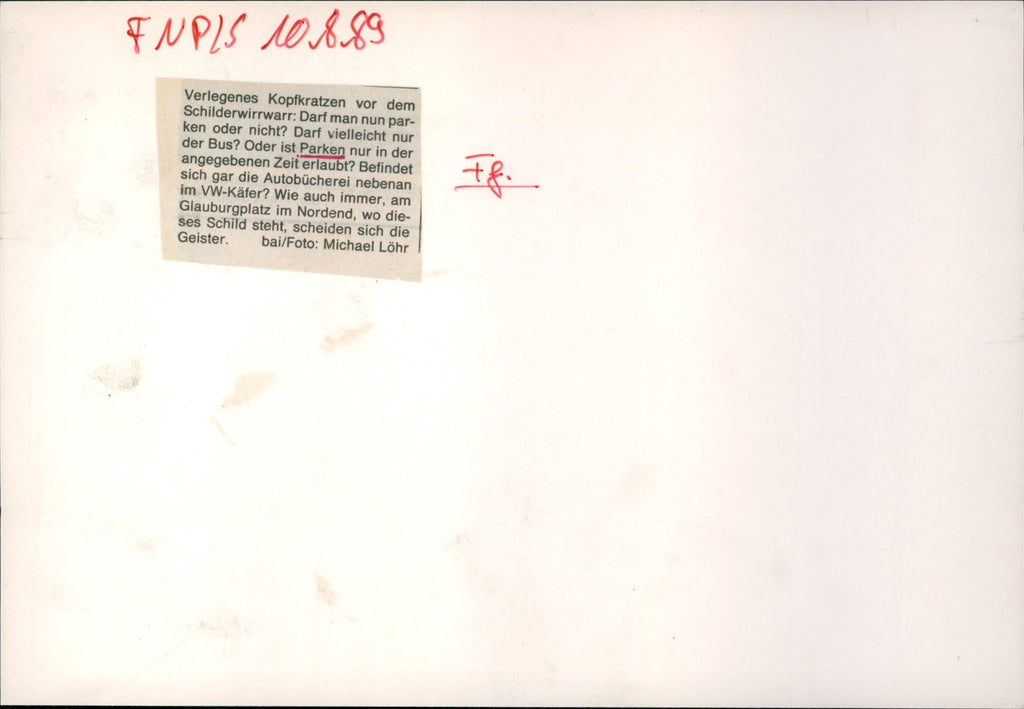 FNP/S 10.8.89
Verlegenes Kopfkratzen vor dem
Schilderwirrwarr: Darf man nun par-
ken oder nicht? Darf vielleicht nur
der Bus? Oder ist Parken nur in der
angegebenen Zeit erlaubt? Befindet
sich gar die Autobücherei nebenan
im VW-Käfer? Wie auch immer, am
Glauburgplatz im Nordend, wo die-
ses Schild steht, scheiden sich die
Geister. bai/Foto: Michael Löhr
Fg.